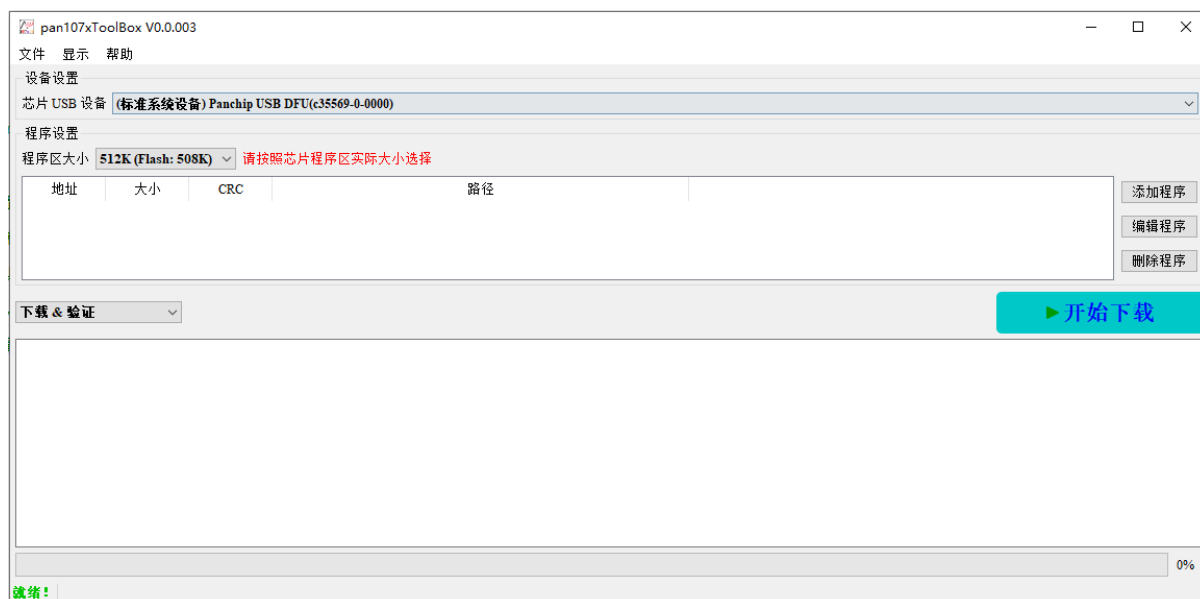 pan107xToolBox V0.0.003
文件 显示 帮助
设备设置
芯片 USB 设备 (标准系统设备) Panchip USB DFU(c35569-0-0000)
程序设置
程序区大小 512K (Flash: 508K) 请按照芯片程序区实际大小选择
地址 大小 CRC 路径
添加程序
编辑程序
删除程序
下载 & 验证
开始下载
0%
就绪!